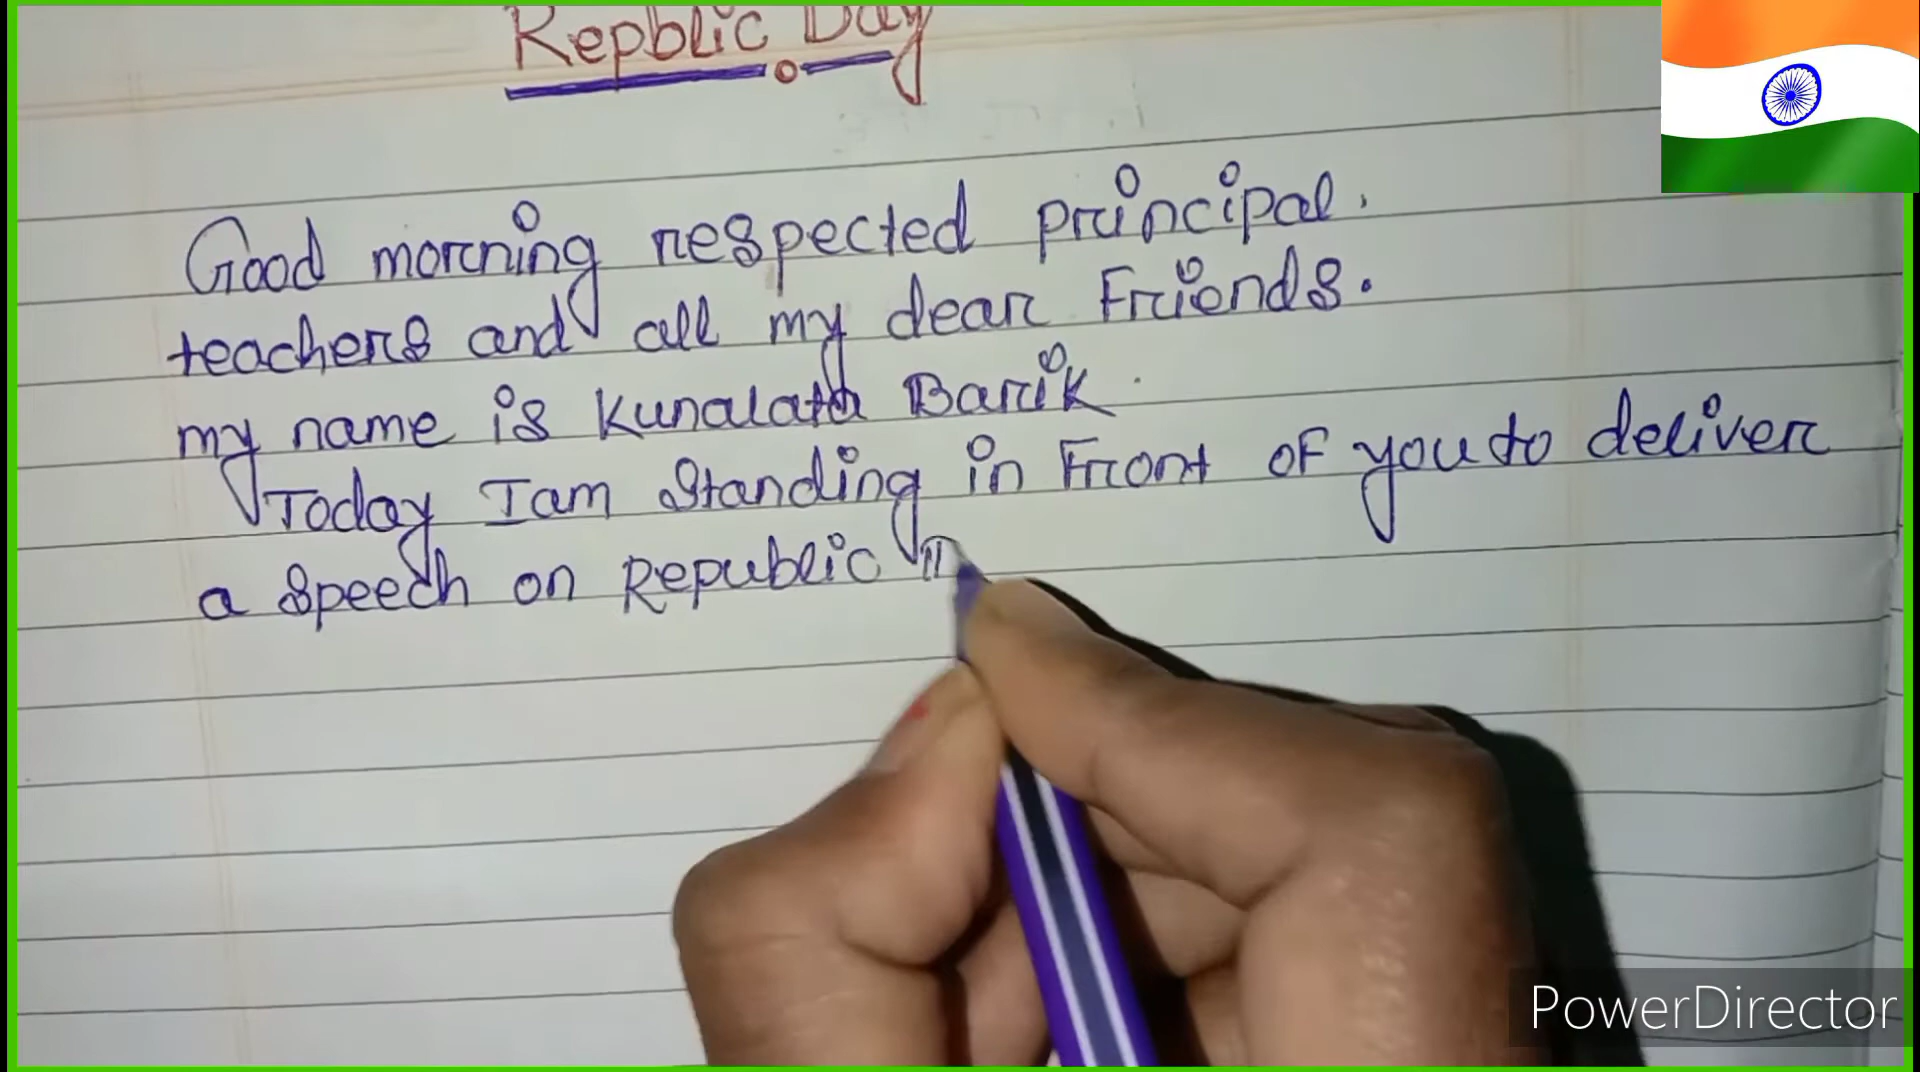 Repblic Day
Good morning respected principal.
teachers and all my dear Friends.
my name is Kunalata Barik.
Today I am Standing in Front of you to deliver
a Speech on Republic
PowerDirector